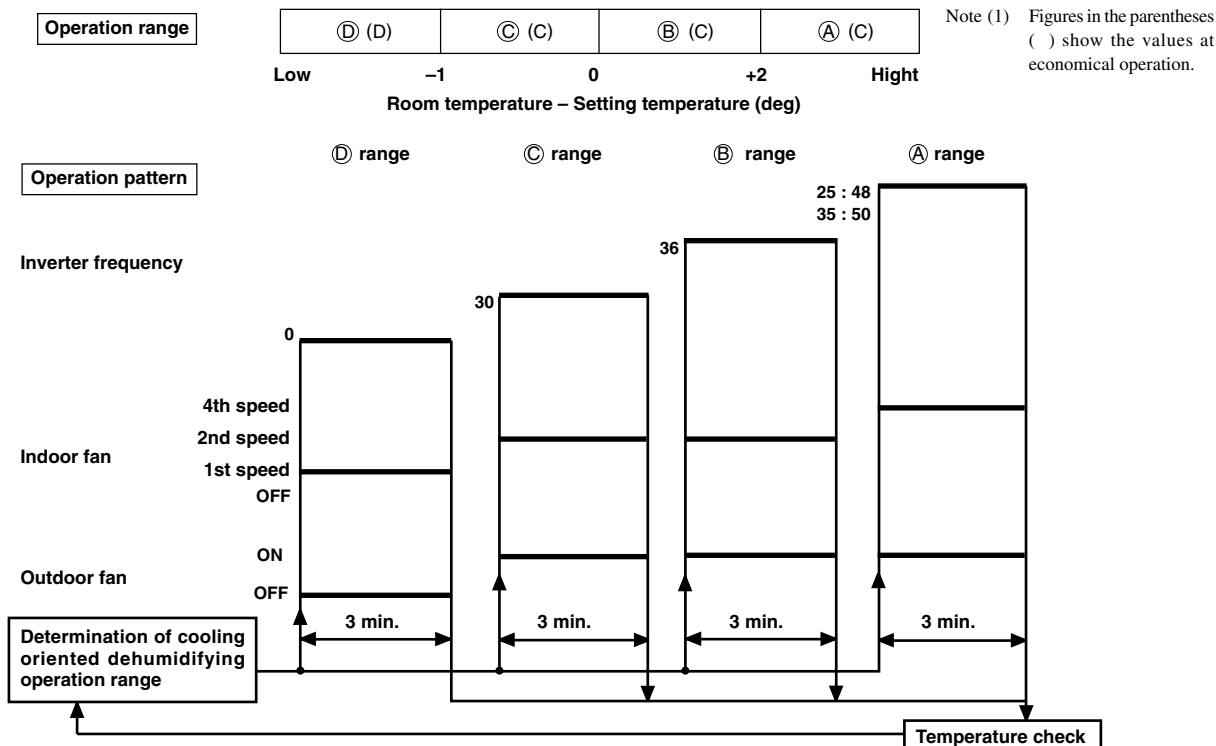 Operation range
Ⓓ (D) Ⓒ (C) Ⓑ (C) Ⓐ (C)
Low –1 0 +2 Hight
Room temperature – Setting temperature (deg)
Note (1) Figures in the parentheses
( ) show the values at
economical operation.
Ⓓ range Ⓒ range Ⓑ range Ⓐ range
Operation pattern
25 : 48
35 : 50
36
30
0
Inverter frequency
4th speed
2nd speed
1st speed
OFF
Indoor fan
ON
OFF
Outdoor fan
3 min. 3 min. 3 min. 3 min.
Determination of cooling
oriented dehumidifying
operation range
Temperature check